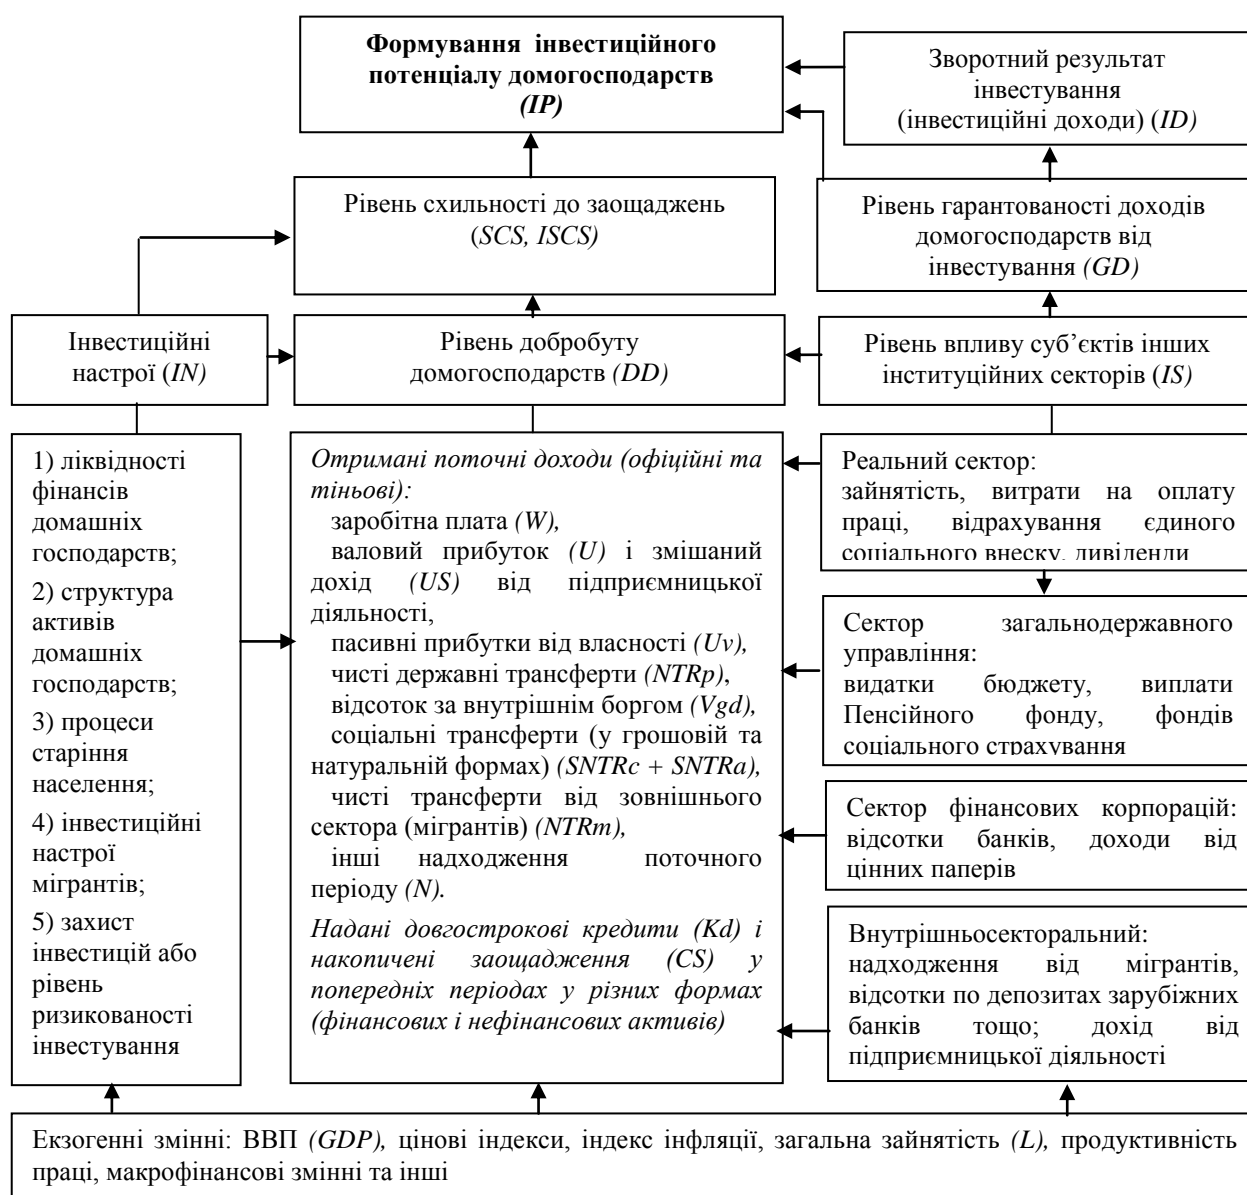 Формування інвестиційного
потенціалу домогосподарств
(IP)
Зворотний результат
інвестування
(інвестиційні доходи) (ID)
Рівень схильності до заощаджень
(SCS, ISCS)
Рівень гарантованості доходів
домогосподарств від
інвестування (GD)
Інвестиційні
настрої (IN)
Рівень добробуту
домогосподарств (DD)
Рівень впливу суб’єктів інших
інституційних секторів (IS)
1) ліквідності
фінансів
домашніх
господарств;
2) структура
активів
домашніх
господарств;
3) процеси
старіння
населення;
4) інвестиційні
настрої
мігрантів;
5) захист
інвестицій або
рівень
ризикованості
інвестування
Отримані поточні доходи (офіційні та
тіньові):
заробітна плата (W),
валовий прибуток (U) і змішаний
дохід (US) від підприємницької
діяльності,
пасивні прибутки від власності (Uv),
чисті державні трансферти (NTRp),
відсоток за внутрішнім боргом (Vgd),
соціальні трансферти (у грошовій та
натуральній формах) (SNTRc + SNTRa),
чисті трансферти від зовнішнього
сектора (мігрантів) (NTRm),
інші надходження поточного
періоду (N).
Надані довгострокові кредити (Kd) і
накопичені заощадження (CS) у
попередніх періодах у різних формах
(фінансових і нефінансових активів)
Реальний сектор:
зайнятість, витрати на оплату
праці, відрахування єдиного
соціального внеску, дивіденди
Сектор загальнодержавного
управління:
видатки бюджету, виплати
Пенсійного фонду, фондів
соціального страхування
Сектор фінансових корпорацій:
відсотки банків, доходи від
цінних паперів
Внутрішньосекторальний:
надходження від мігрантів,
відсотки по депозитах зарубіжних
банків тощо; дохід від
підприємницької діяльності
Екзогенні змінні: ВВП (GDP), цінові індекси, індекс інфляції, загальна зайнятість (L), продуктивність
праці, макрофінансові змінні та інші